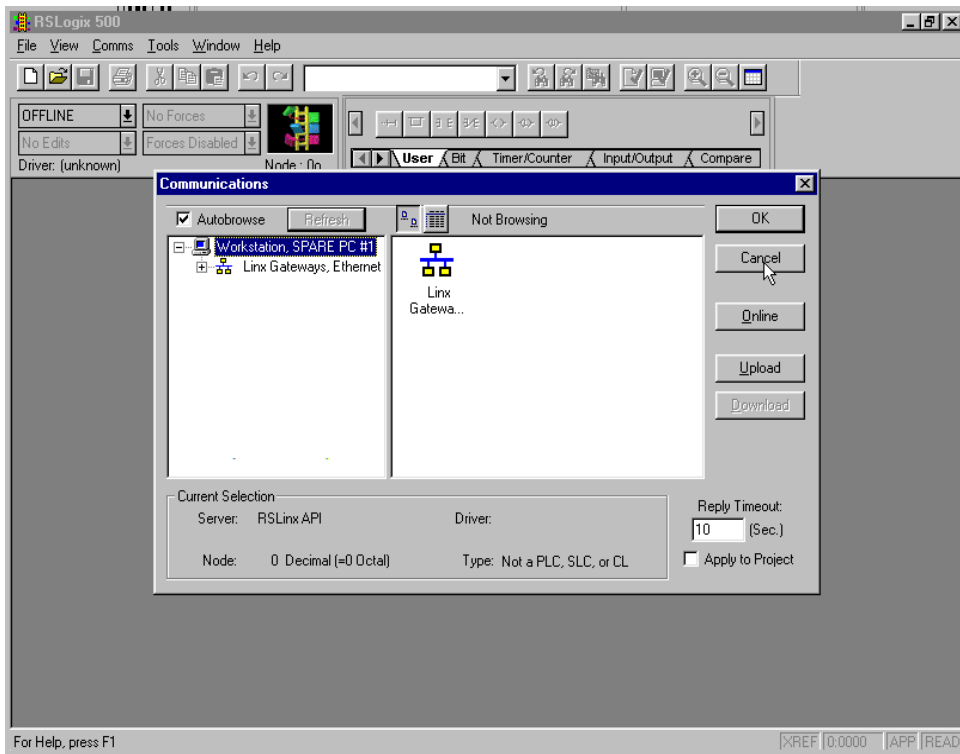 RSLogix 500
File View Comms Tools Window Help
OFFLINE No Forces
No Edits Forces Disabled
Driver: (unknown) Node : 0o
User Bit Timer/Counter Input/Output Compare
Communications
Autobrowse Refresh Not Browsing OK
Workstation, SPARE PC #1
Linx Gateways, Ethernet
Linx
Gatewa...
Cancel
Online
Upload
Download
Current Selection
Server: RSLinx API Driver:
Node: 0 Decimal (=0 Octal) Type: Not a PLC, SLC, or CL
Reply Timeout:
10 (Sec.)
Apply to Project
For Help, press F1 XREF 0:0000 APP READ